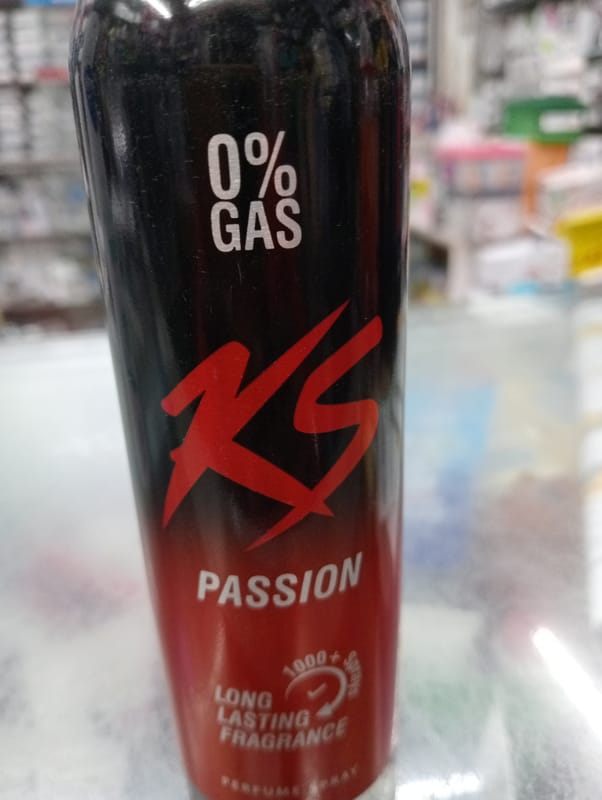 0%
GAS
KS
PASSION
1000+ SPRAYS
LONG
LASTING
FRAGRANCE
PERFUME SPRAY